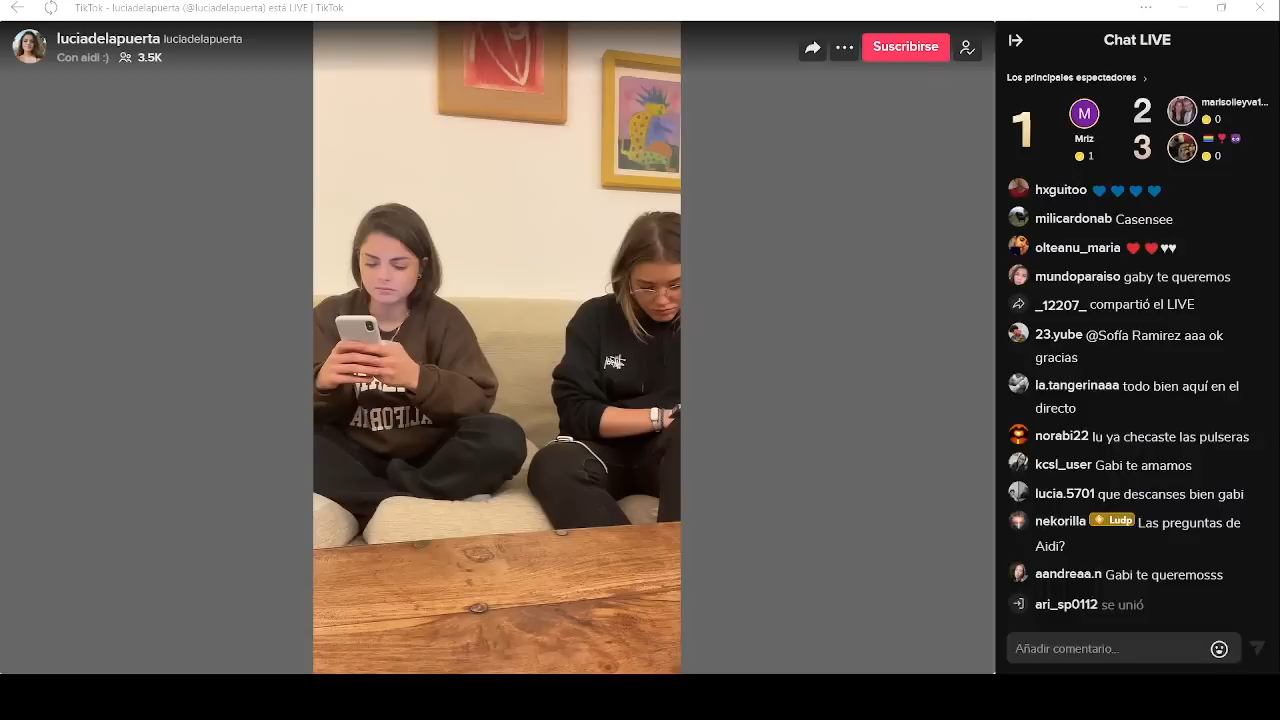 TikTok - luciadelapuerta (@luciadelapuerta) está LIVE | TikTok
luciadelapuerta luciadelapuerta
Con aidi :) 3.5K
Suscribirse
Chat LIVE
Los principales espectadores
1
M
Mriz
1
2
marisolleyva1...
0
3
0
hxguitoo
milicardonab Casensee
olteanu_maria
mundoparaiso gaby te queremos
_12207_ compartió el LIVE
23.yube @Sofía Ramirez aaa ok
gracias
la.tangerinaaa todo bien aquí en el
directo
norabi22 lu ya checaste las pulseras
kcsl_user Gabi te amamos
lucia.5701 que descanses bien gabi
nekorilla Ludp Las preguntas de
Aidi?
aandreaa.n Gabi te queremosss
ari_sp0112 se unió
Añadir comentario...